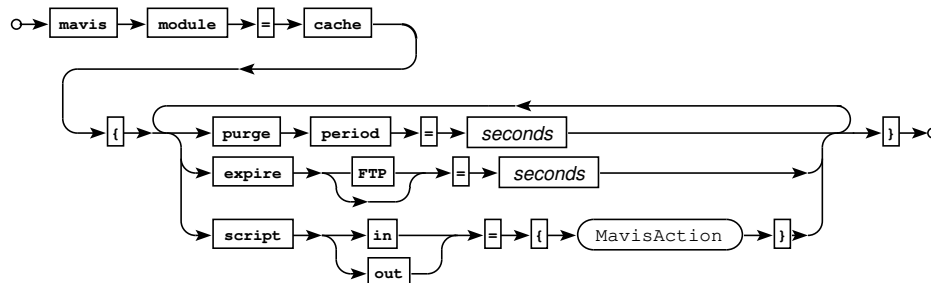 mavis module = cache
{ purge period = seconds }
expire FTP = seconds
script in = { MavisAction }
out